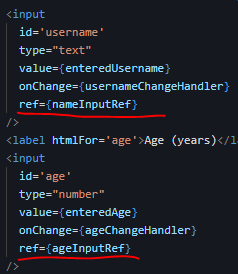 <input
id='username'
type="text"
value={enteredUsername}
onChange={usernameChangeHandler}
ref={nameInputRef}
/>
<label htmlFor='age'>Age (years)</l
<input
id='age'
type="number"
value={enteredAge}
onChange={ageChangeHandler}
ref={ageInputRef}
/>